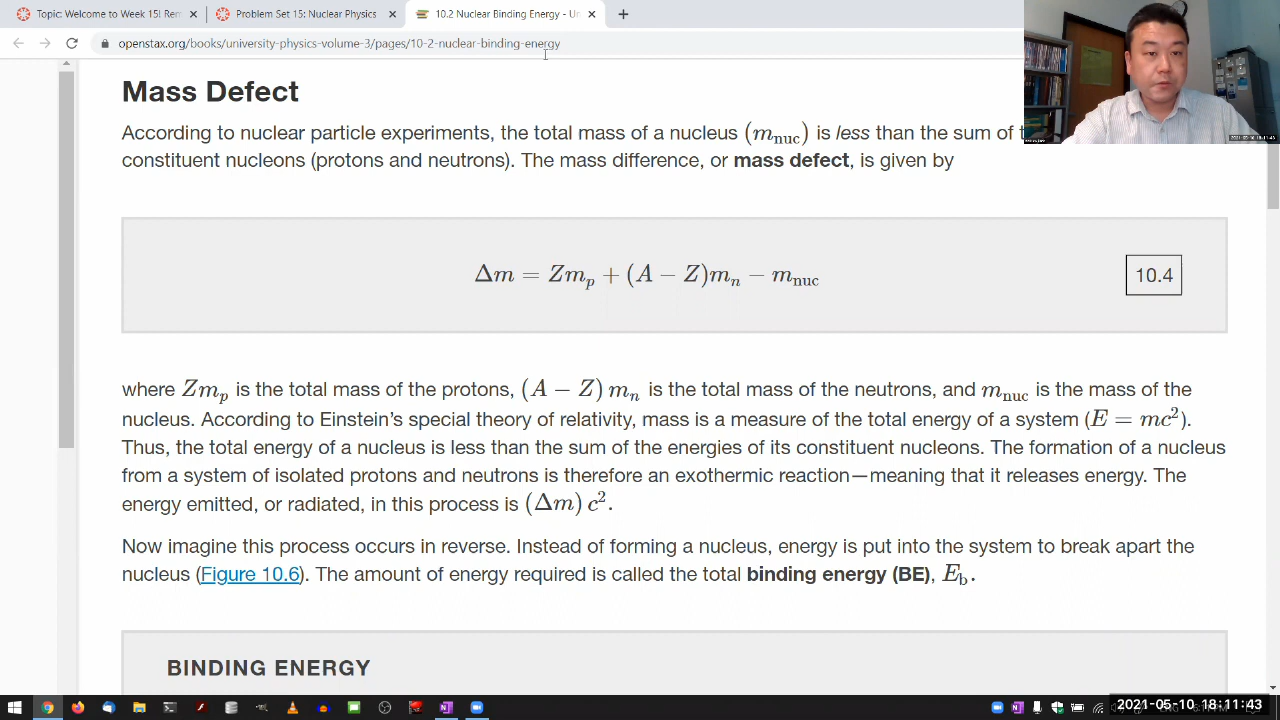 Topic: Welcome to Week 15! Rem
Problem Set 15: Nuclear Physics
10.2 Nuclear Binding Energy - Un
openstax.org/books/university-physics-volume-3/pages/10-2-nuclear-binding-energy
Mass Defect
According to nuclear particle experiments, the total mass of a nucleus (m_nuc) is less than the sum of
constituent nucleons (protons and neutrons). The mass difference, or mass defect, is given by
Δm = Zm_p + (A − Z)m_n − m_nuc
10.4
where Zm_p is the total mass of the protons, (A − Z) m_n is the total mass of the neutrons, and m_nuc is the mass of the
nucleus. According to Einstein’s special theory of relativity, mass is a measure of the total energy of a system (E = mc²).
Thus, the total energy of a nucleus is less than the sum of the energies of its constituent nucleons. The formation of a nucleus
from a system of isolated protons and neutrons is therefore an exothermic reaction—meaning that it releases energy. The
energy emitted, or radiated, in this process is (Δm) c².
Now imagine this process occurs in reverse. Instead of forming a nucleus, energy is put into the system to break apart the
nucleus (Figure 10.6). The amount of energy required is called the total binding energy (BE), E_b.
BINDING ENERGY
2021-05-10 18:11:43